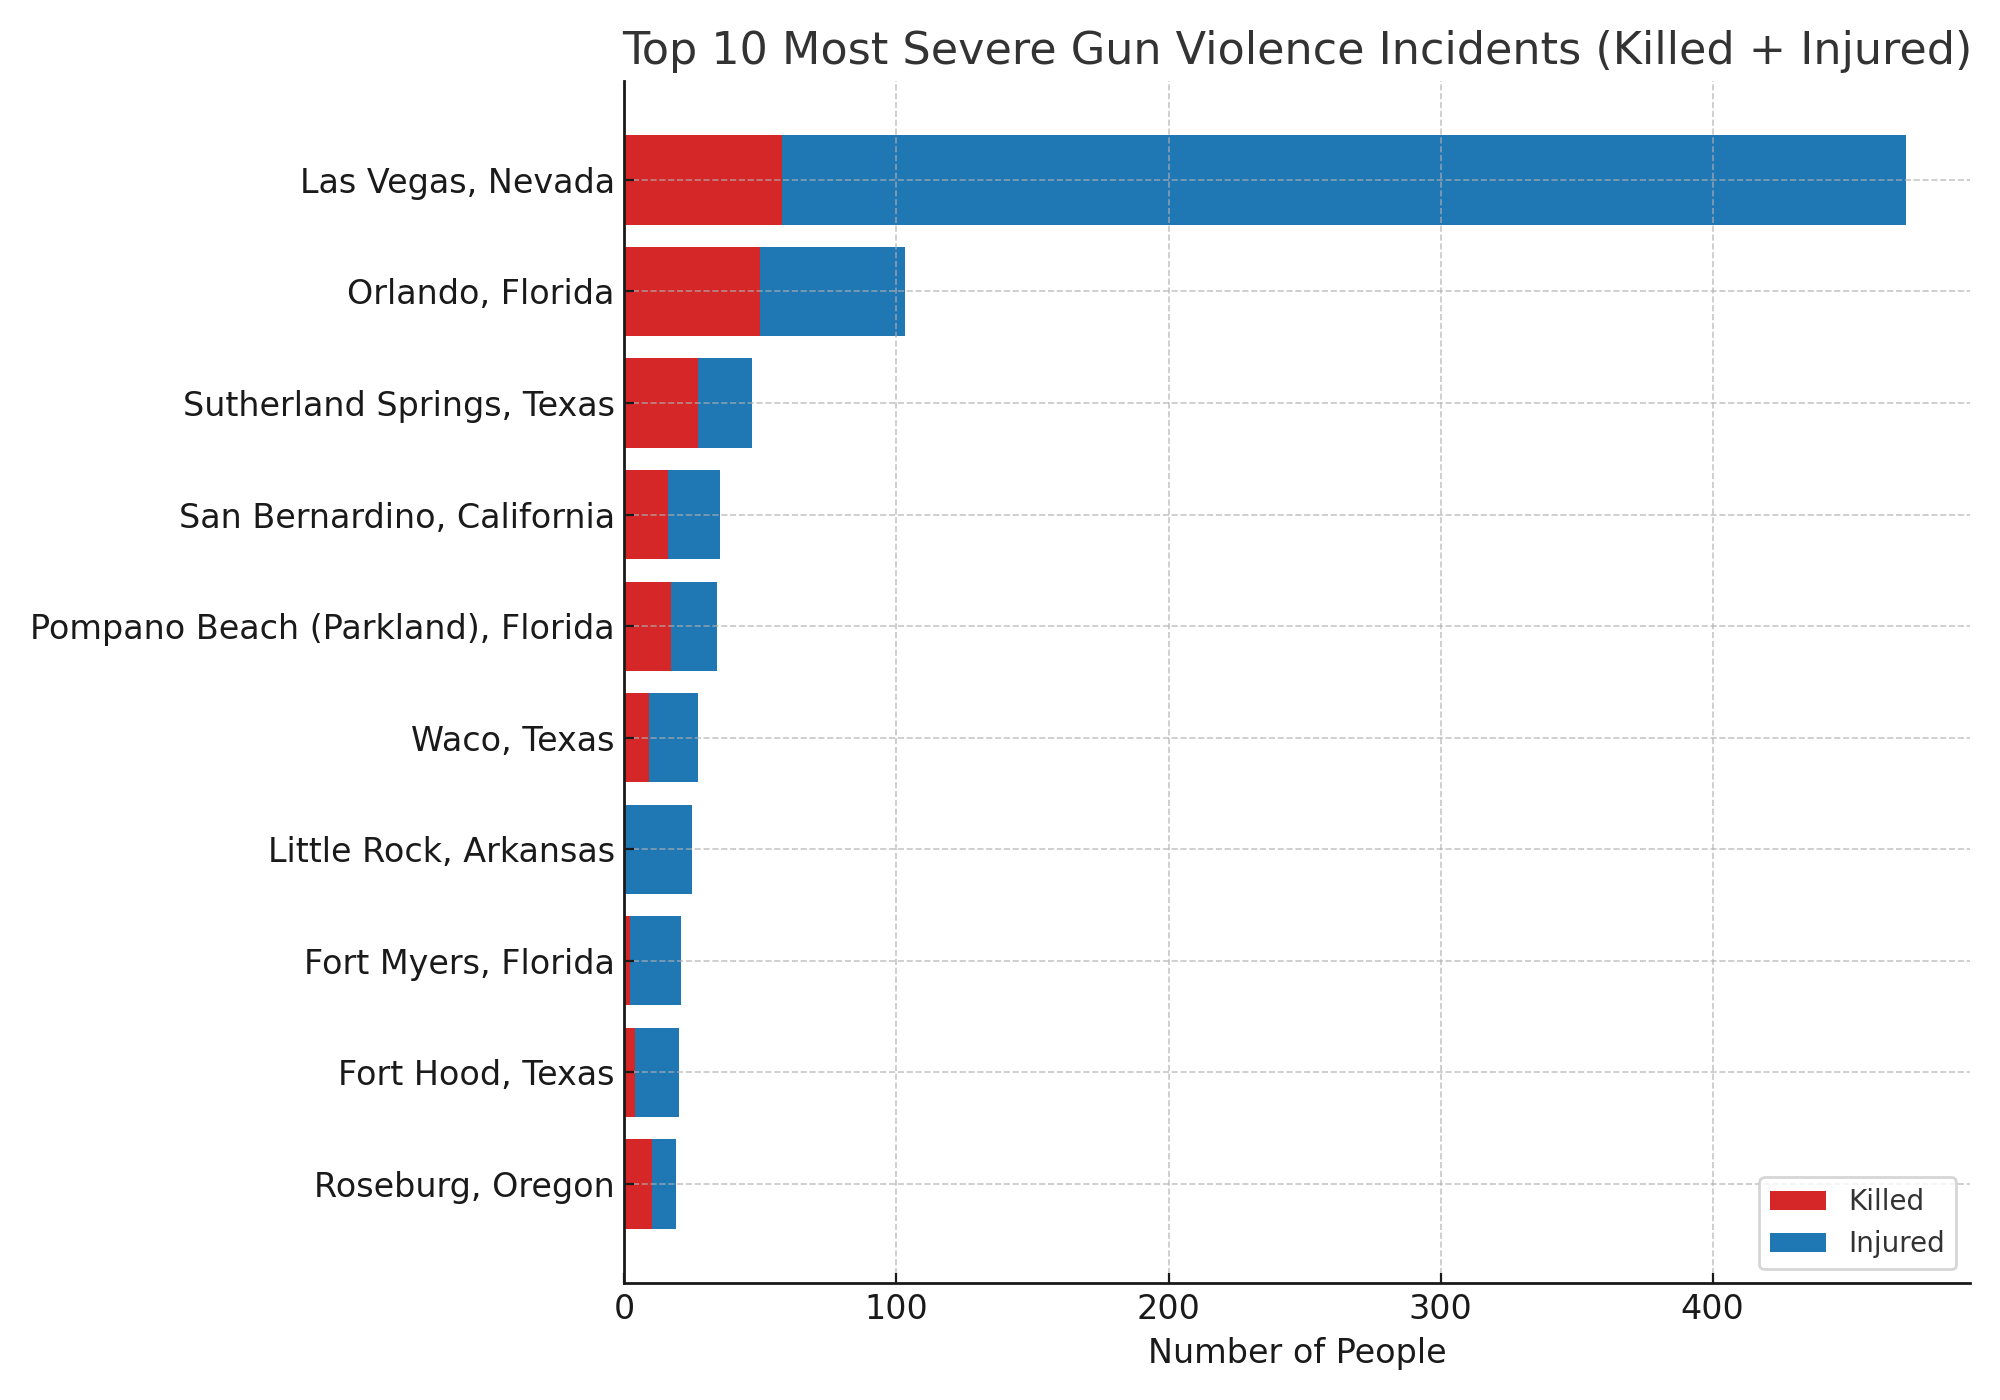 Top 10 Most Severe Gun Violence Incidents (Killed + Injured)
Las Vegas, Nevada
Orlando, Florida
Sutherland Springs, Texas
San Bernardino, California
Pompano Beach (Parkland), Florida
Waco, Texas
Little Rock, Arkansas
Fort Myers, Florida
Fort Hood, Texas
Roseburg, Oregon
Killed
Injured
0 100 200 300 400
Number of People